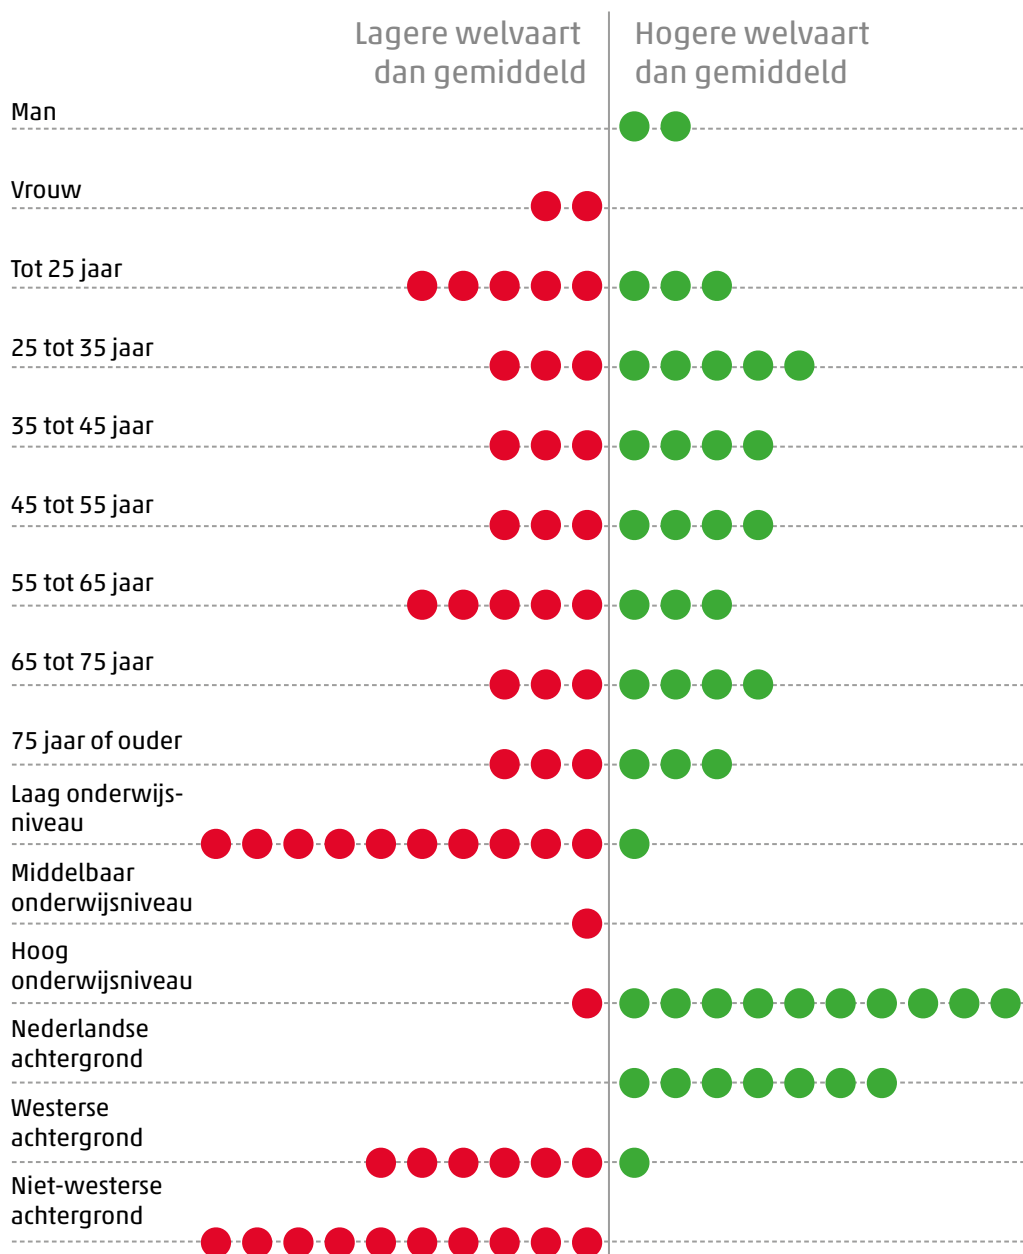 Lagere welvaart
dan gemiddeld
Hogere welvaart
dan gemiddeld
Man
Vrouw
Tot 25 jaar
25 tot 35 jaar
35 tot 45 jaar
45 tot 55 jaar
55 tot 65 jaar
65 tot 75 jaar
75 jaar of ouder
Laag onderwijs-
niveau
Middelbaar
onderwijsniveau
Hoog
onderwijsniveau
Nederlandse
achtergrond
Westerse
achtergrond
Niet-westerse
achtergrond